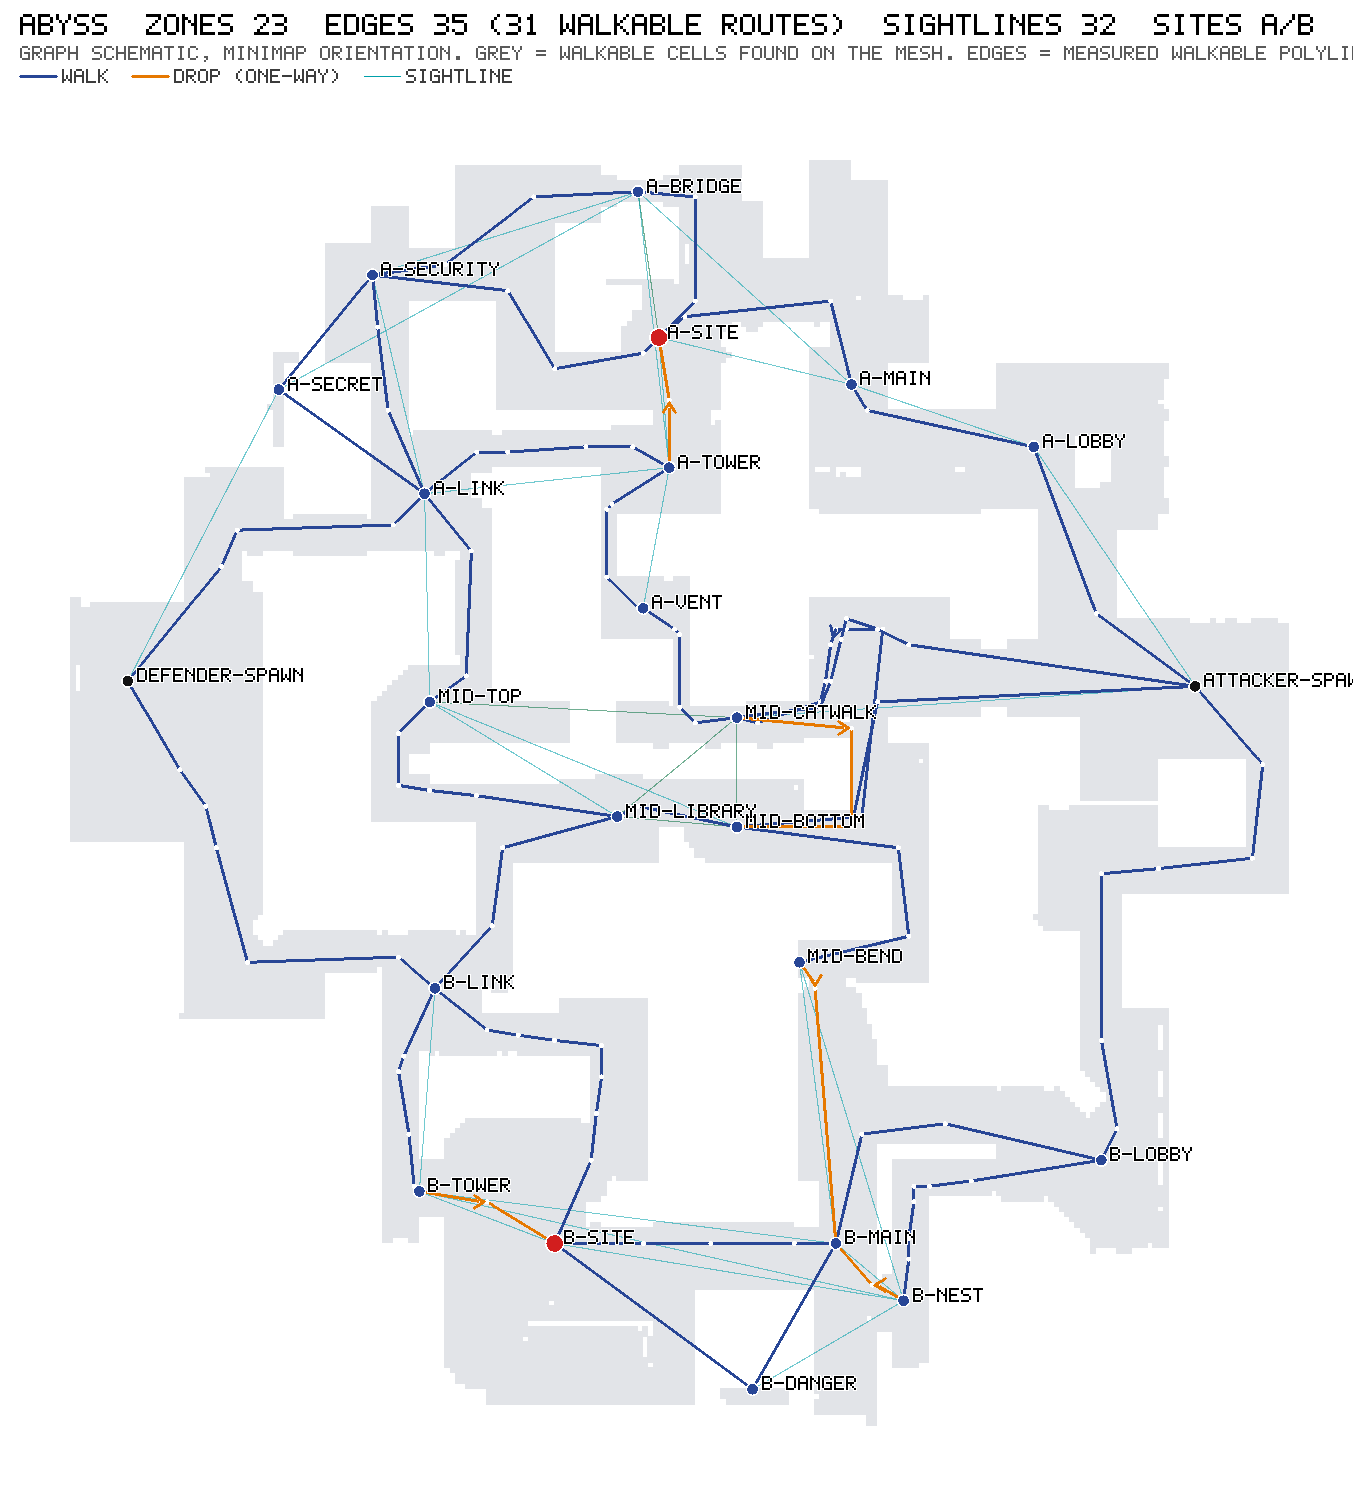 ABYSS  ZONES 23  EDGES 35 (31 WALKABLE ROUTES)  SIGHTLINES 32  SITES A/B
GRAPH SCHEMATIC, MINIMAP ORIENTATION. GREY = WALKABLE CELLS FOUND ON THE MESH. EDGES = MEASURED WALKABLE POLYLI
WALK  DROP (ONE-WAY)  SIGHTLINE
A-BRIDGE
A-SECURITY
A-SITE
A-MAIN
A-SECRET
A-LOBBY
A-TOWER
A-LINK
A-VENT
DEFENDER-SPAWN
ATTACKER-SPAW
MID-TOP
MID-CATWALK
MID-LIBRARY
MID-BOTTOM
MID-BEND
B-LINK
B-LOBBY
B-TOWER
B-SITE
B-MAIN
B-NEST
B-DANGER